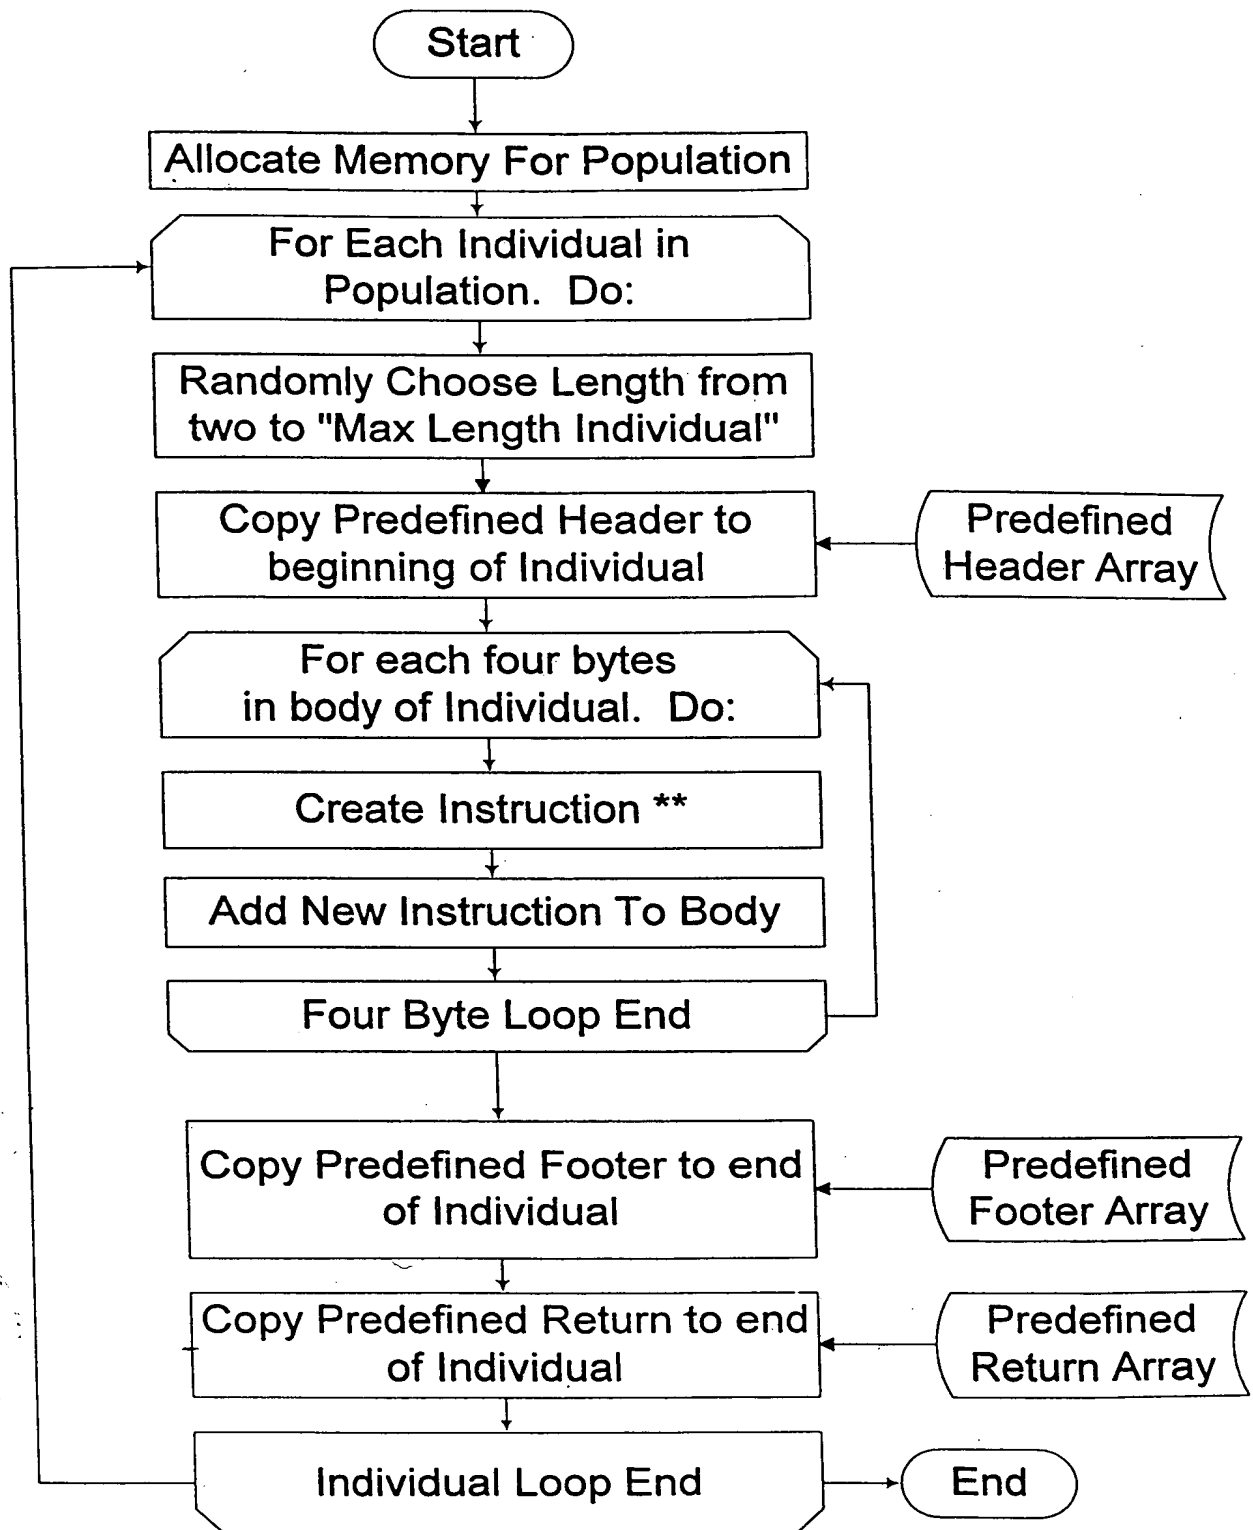 Start
Allocate Memory For Population
For Each Individual in
Population.  Do:
Randomly Choose Length from
two to "Max Length Individual"
Copy Predefined Header to
beginning of Individual
Predefined
Header Array
For each four bytes
in body of Individual.  Do:
Create Instruction **
Add New Instruction To Body
Four Byte Loop End
Copy Predefined Footer to end
of Individual
Predefined
Footer Array
Copy Predefined Return to end
of Individual
Predefined
Return Array
Individual Loop End
End